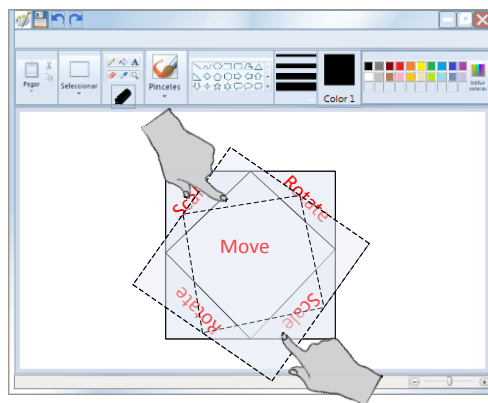 A
Pegar
Seleccionar
Pinceles
Color 1
Editar
colores
Scale
Rotate
Move
Rotate
Scale